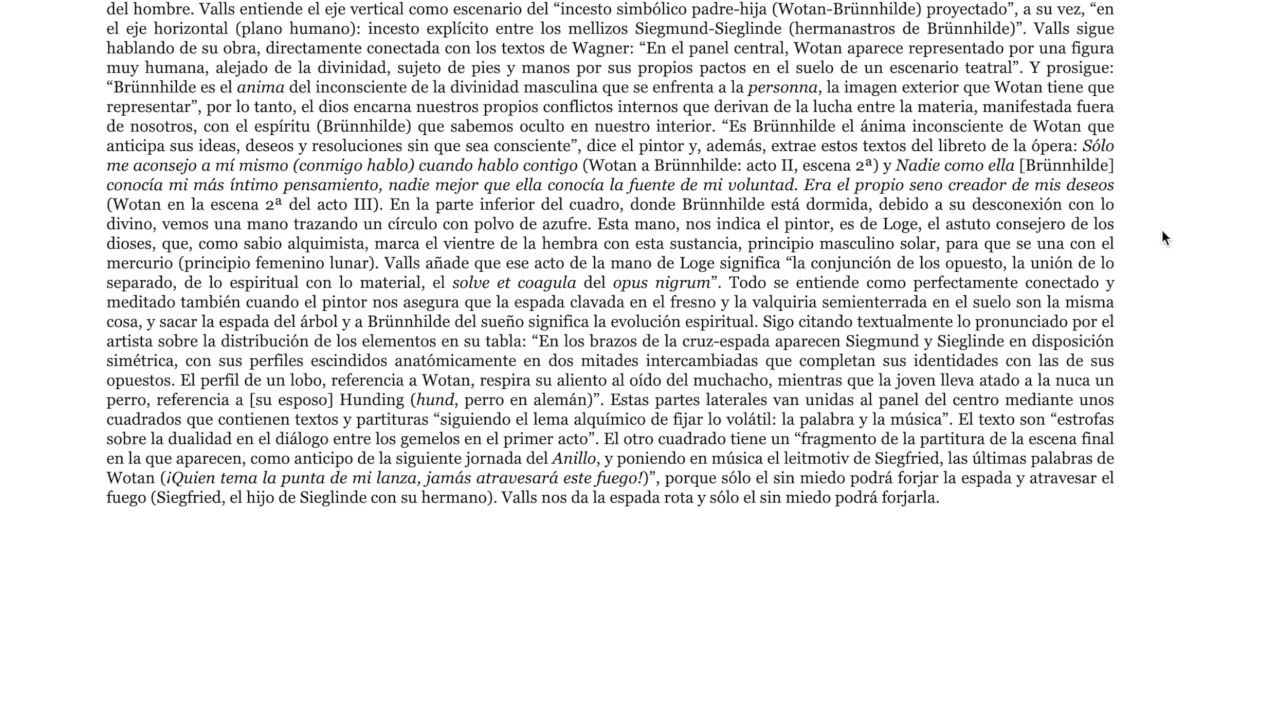 del hombre. Valls entiende el eje vertical como escenario del “incesto simbólico padre-hija (Wotan-Brünnhilde) proyectado”, a su vez, “en
el eje horizontal (plano humano): incesto explícito entre los mellizos Siegmund-Sieglinde (hermanastros de Brünnhilde)”. Valls sigue
hablando de su obra, directamente conectada con los textos de Wagner: “En el panel central, Wotan aparece representado por una figura
muy humana, alejado de la divinidad, sujeto de pies y manos por sus propios pactos en el suelo de un escenario teatral”. Y prosigue:
“Brünnhilde es el anima del inconsciente de la divinidad masculina que se enfrenta a la personna, la imagen exterior que Wotan tiene que
representar”, por lo tanto, el dios encarna nuestros propios conflictos internos que derivan de la lucha entre la materia, manifestada fuera
de nosotros, con el espíritu (Brünnhilde) que sabemos oculto en nuestro interior. “Es Brünnhilde el ánima inconsciente de Wotan que
anticipa sus ideas, deseos y resoluciones sin que sea consciente”, dice el pintor y, además, extrae estos textos del libreto de la ópera: Sólo
me aconsejo a mí mismo (conmigo hablo) cuando hablo contigo (Wotan a Brünnhilde: acto II, escena 2ª) y Nadie como ella [Brünnhilde]
conocía mi más íntimo pensamiento, nadie mejor que ella conocía la fuente de mi voluntad. Era el propio seno creador de mis deseos
(Wotan en la escena 2ª del acto III). En la parte inferior del cuadro, donde Brünnhilde está dormida, debido a su desconexión con lo
divino, vemos una mano trazando un círculo con polvo de azufre. Esta mano, nos indica el pintor, es de Loge, el astuto consejero de los
dioses, que, como sabio alquimista, marca el vientre de la hembra con esta sustancia, principio masculino solar, para que se una con el
mercurio (principio femenino lunar). Valls añade que ese acto de la mano de Loge significa “la conjunción de los opuesto, la unión de lo
separado, de lo espiritual con lo material, el solve et coagula del opus nigrum”. Todo se entiende como perfectamente conectado y
meditado también cuando el pintor nos asegura que la espada clavada en el fresno y la valquiria semienterrada en el suelo son la misma
cosa, y sacar la espada del árbol y a Brünnhilde del sueño significa la evolución espiritual. Sigo citando textualmente lo pronunciado por el
artista sobre la distribución de los elementos en su tabla: “En los brazos de la cruz-espada aparecen Siegmund y Sieglinde en disposición
simétrica, con sus perfiles escindidos anatómicamente en dos mitades intercambiadas que completan sus identidades con las de sus
opuestos. El perfil de un lobo, referencia a Wotan, respira su aliento al oído del muchacho, mientras que la joven lleva atado a la nuca un
perro, referencia a [su esposo] Hunding (hund, perro en alemán)”. Estas partes laterales van unidas al panel del centro mediante unos
cuadrados que contienen textos y partituras “siguiendo el lema alquímico de fijar lo volátil: la palabra y la música”. El texto son “estrofas
sobre la dualidad en el diálogo entre los gemelos en el primer acto”. El otro cuadrado tiene un “fragmento de la partitura de la escena final
en la que aparecen, como anticipo de la siguiente jornada del Anillo, y poniendo en música el leitmotiv de Siegfried, las últimas palabras de
Wotan (¡Quien tema la punta de mi lanza, jamás atravesará este fuego!)”, porque sólo el sin miedo podrá forjar la espada y atravesar el
fuego (Siegfried, el hijo de Sieglinde con su hermano). Valls nos da la espada rota y sólo el sin miedo podrá forjarla.